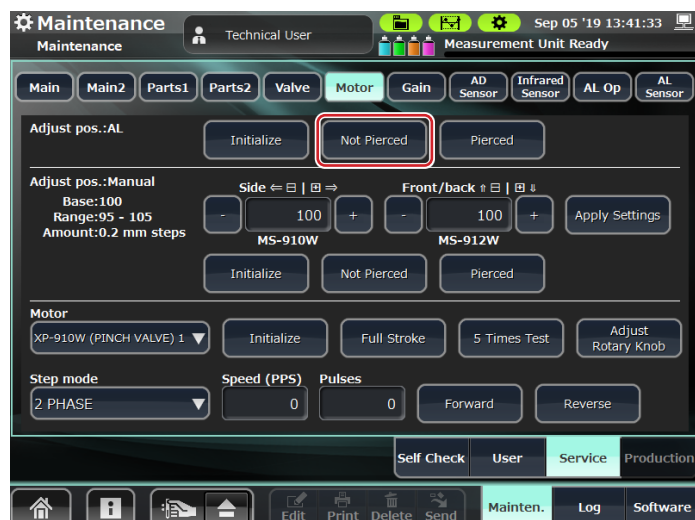 Maintenance
Maintenance
Technical User
Sep 05 '19 13:41:33
Measurement Unit Ready
Main Main2 Parts1 Parts2 Valve Motor Gain AD Sensor Infrared Sensor AL Op AL Sensor
Adjust pos.:AL
Initialize Not Pierced Pierced
Adjust pos.:Manual
Base:100
Range:95 - 105
Amount:0.2 mm steps
Side ⇐ ⊟ | ⊞ ⇒ Front/back ⇑ ⊟ | ⊞ ⇓
- 100 + - 100 + Apply Settings
MS-910W MS-912W
Initialize Not Pierced Pierced
Motor
XP-910W (PINCH VALVE) 1 ▼ Initialize Full Stroke 5 Times Test Adjust Rotary Knob
Step mode Speed (PPS) Pulses
2 PHASE ▼ 0 0 Forward Reverse
Self Check User Service Production
Edit Print Delete Send Mainten. Log Software